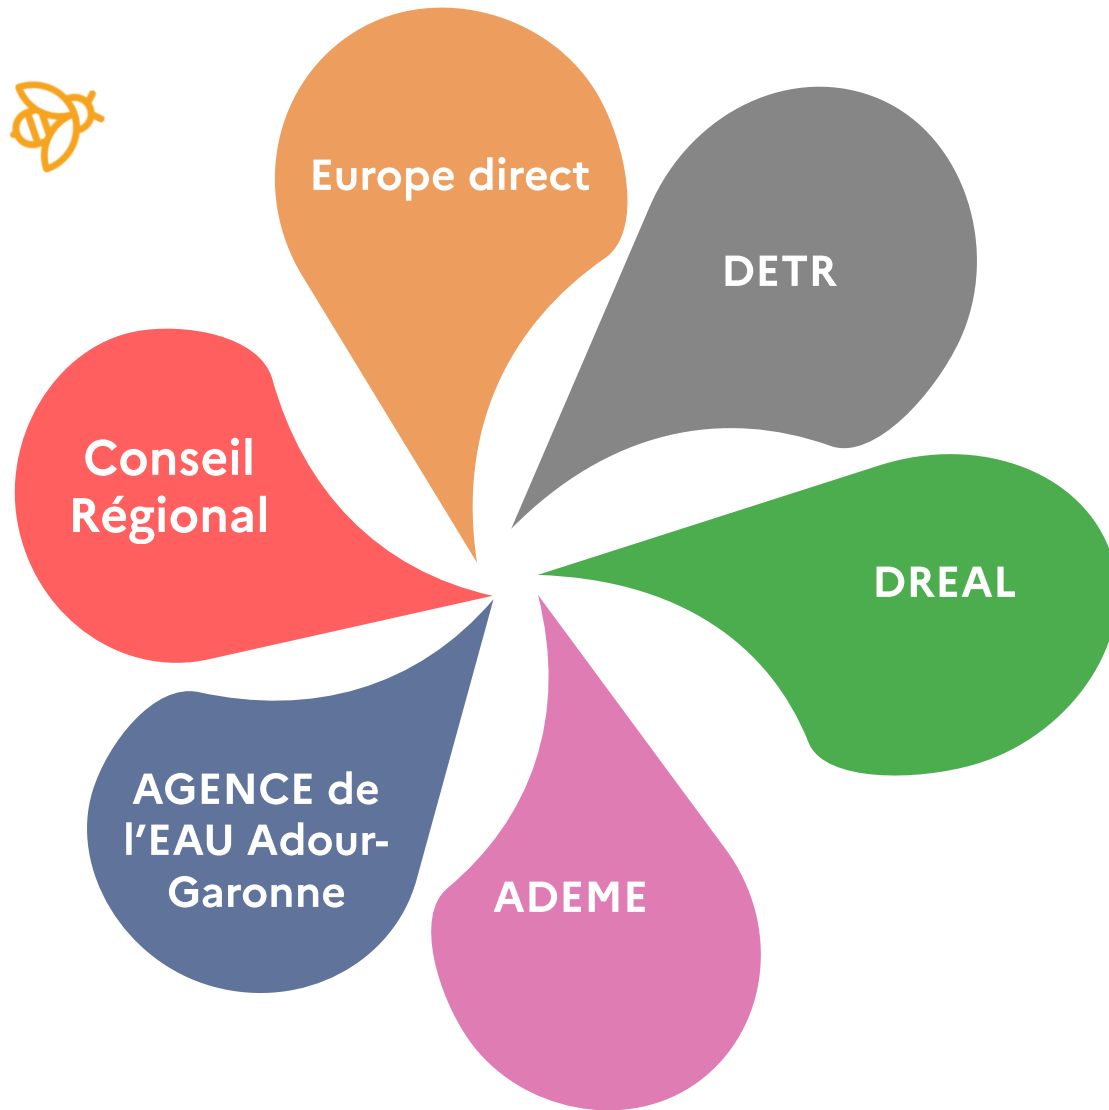 Europe direct
DETR
Conseil
Régional
DREAL
AGENCE de
l’EAU Adour-
Garonne
ADEME